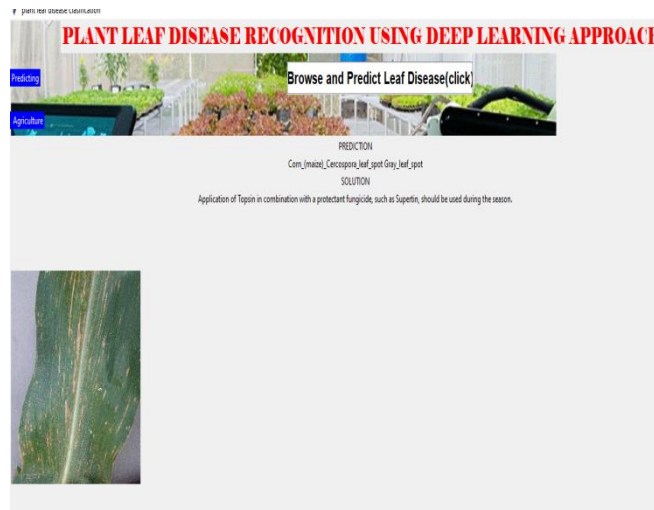 plant leaf disease clasification
PLANT LEAF DISEASE RECOGNITION USING DEEP LEARNING APPROACH
Predicting
Browse and Predict Leaf Disease(click)
Agriculture
PREDICTION
Corn_(maize)_Cercospora_leaf_spot Gray_leaf_spot
SOLUTION
Application of Topsin in combination with a protectant fungicide, such as Supertin, should be used during the season.